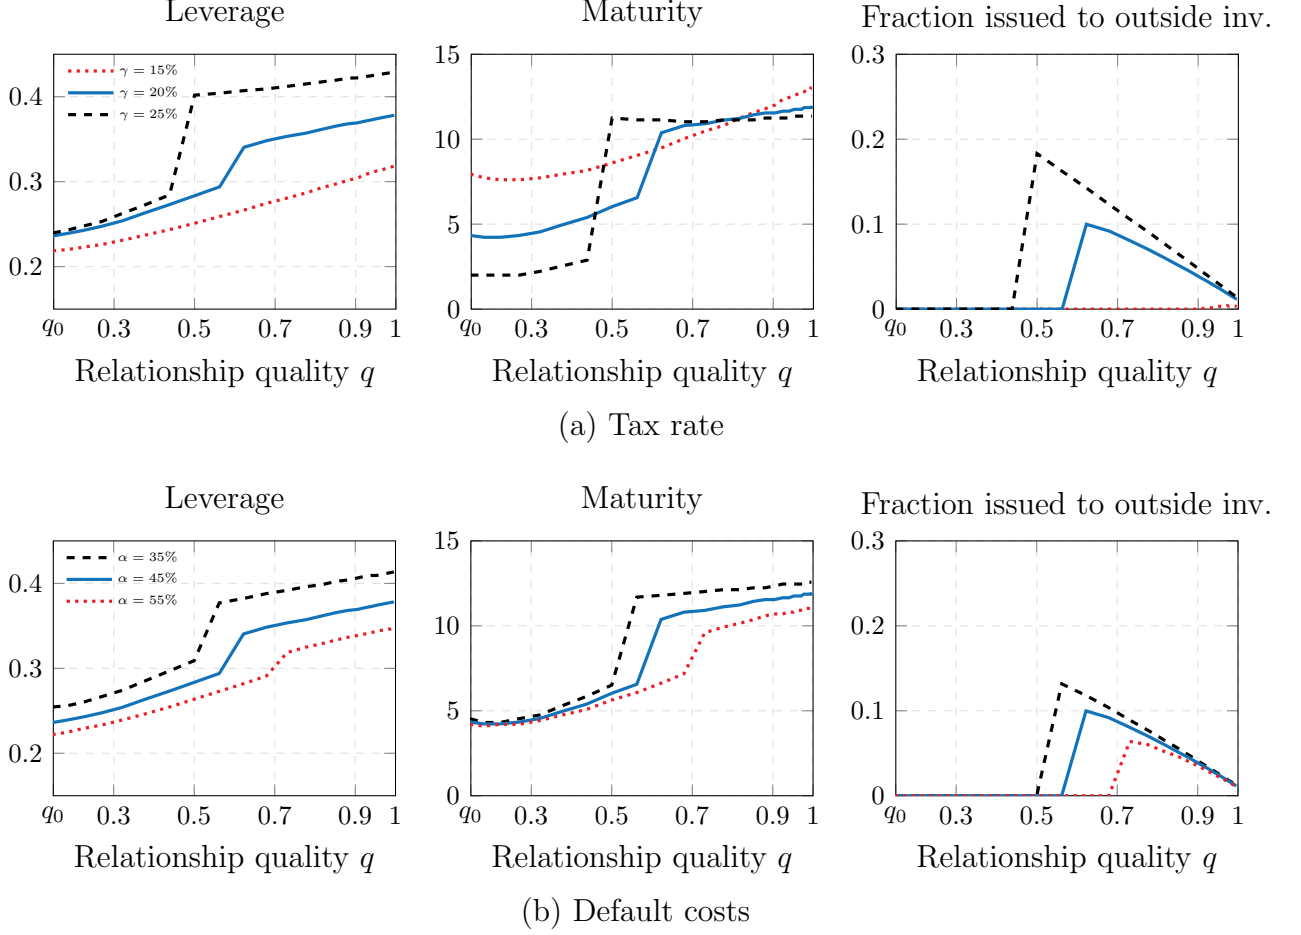 Leverage
0.4
0.3
0.2
γ = 15%
γ = 20%
γ = 25%
q0 0.3 0.5 0.7 0.9 1
Relationship quality q
Maturity
15
10
5
0
q0 0.3 0.5 0.7 0.9 1
Relationship quality q
Fraction issued to outside inv.
0.3
0.2
0.1
0
q0 0.3 0.5 0.7 0.9 1
Relationship quality q
(a) Tax rate
Leverage
0.4
0.3
0.2
α = 35%
α = 45%
α = 55%
q0 0.3 0.5 0.7 0.9 1
Relationship quality q
Maturity
15
10
5
0
q0 0.3 0.5 0.7 0.9 1
Relationship quality q
Fraction issued to outside inv.
0.3
0.2
0.1
0
q0 0.3 0.5 0.7 0.9 1
Relationship quality q
(b) Default costs